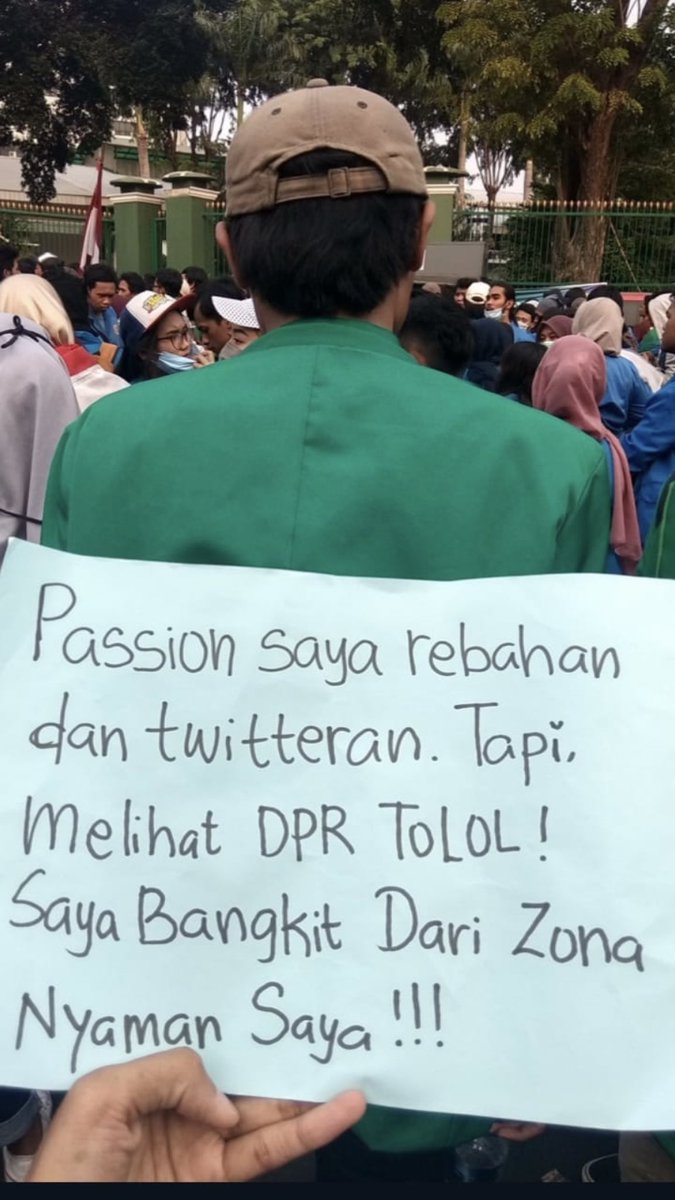 Passion saya rebahan
dan twitteran. Tapi,
Melihat DPR TOLOL!
Saya Bangkit Dari Zona
Nyaman Saya!!!